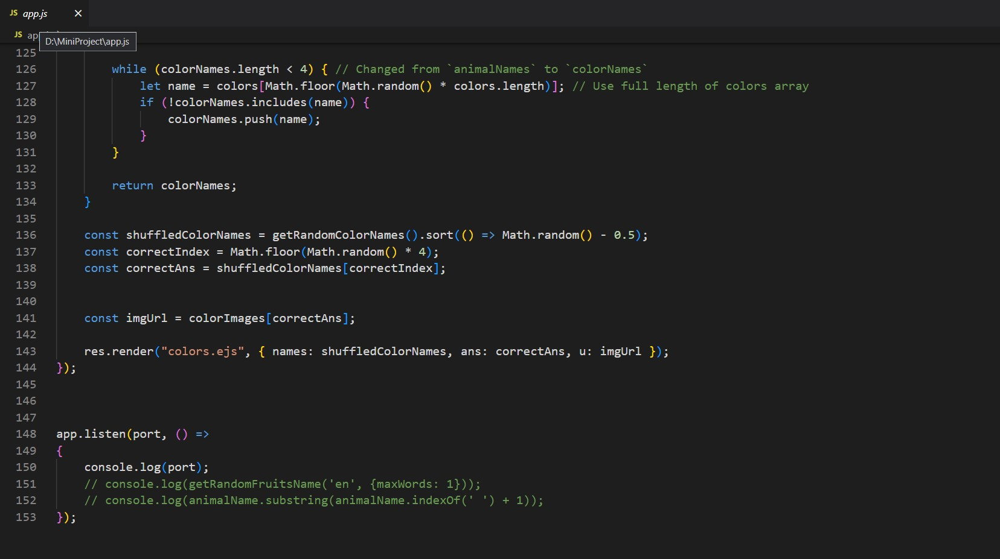 JS app.js ×
JS ap
D:\MiniProject\app.js
125
126 while (colorNames.length < 4) { // Changed from `animalNames` to `colorNames`
127 let name = colors[Math.floor(Math.random() * colors.length)]; // Use full length of colors array
128 if (!colorNames.includes(name)) {
129 colorNames.push(name);
130 }
131 }
132
133 return colorNames;
134 }
135
136 const shuffledColorNames = getRandomColorNames().sort(() => Math.random() - 0.5);
137 const correctIndex = Math.floor(Math.random() * 4);
138 const correctAns = shuffledColorNames[correctIndex];
139
140
141 const imgUrl = colorImages[correctAns];
142
143 res.render("colors.ejs", { names: shuffledColorNames, ans: correctAns, u: imgUrl });
144 });
145
146
147
148 app.listen(port, () =>
149 {
150 console.log(port);
151 // console.log(getRandomFruitsName('en', {maxWords: 1}));
152 // console.log(animalName.substring(animalName.indexOf(' ') + 1));
153 });